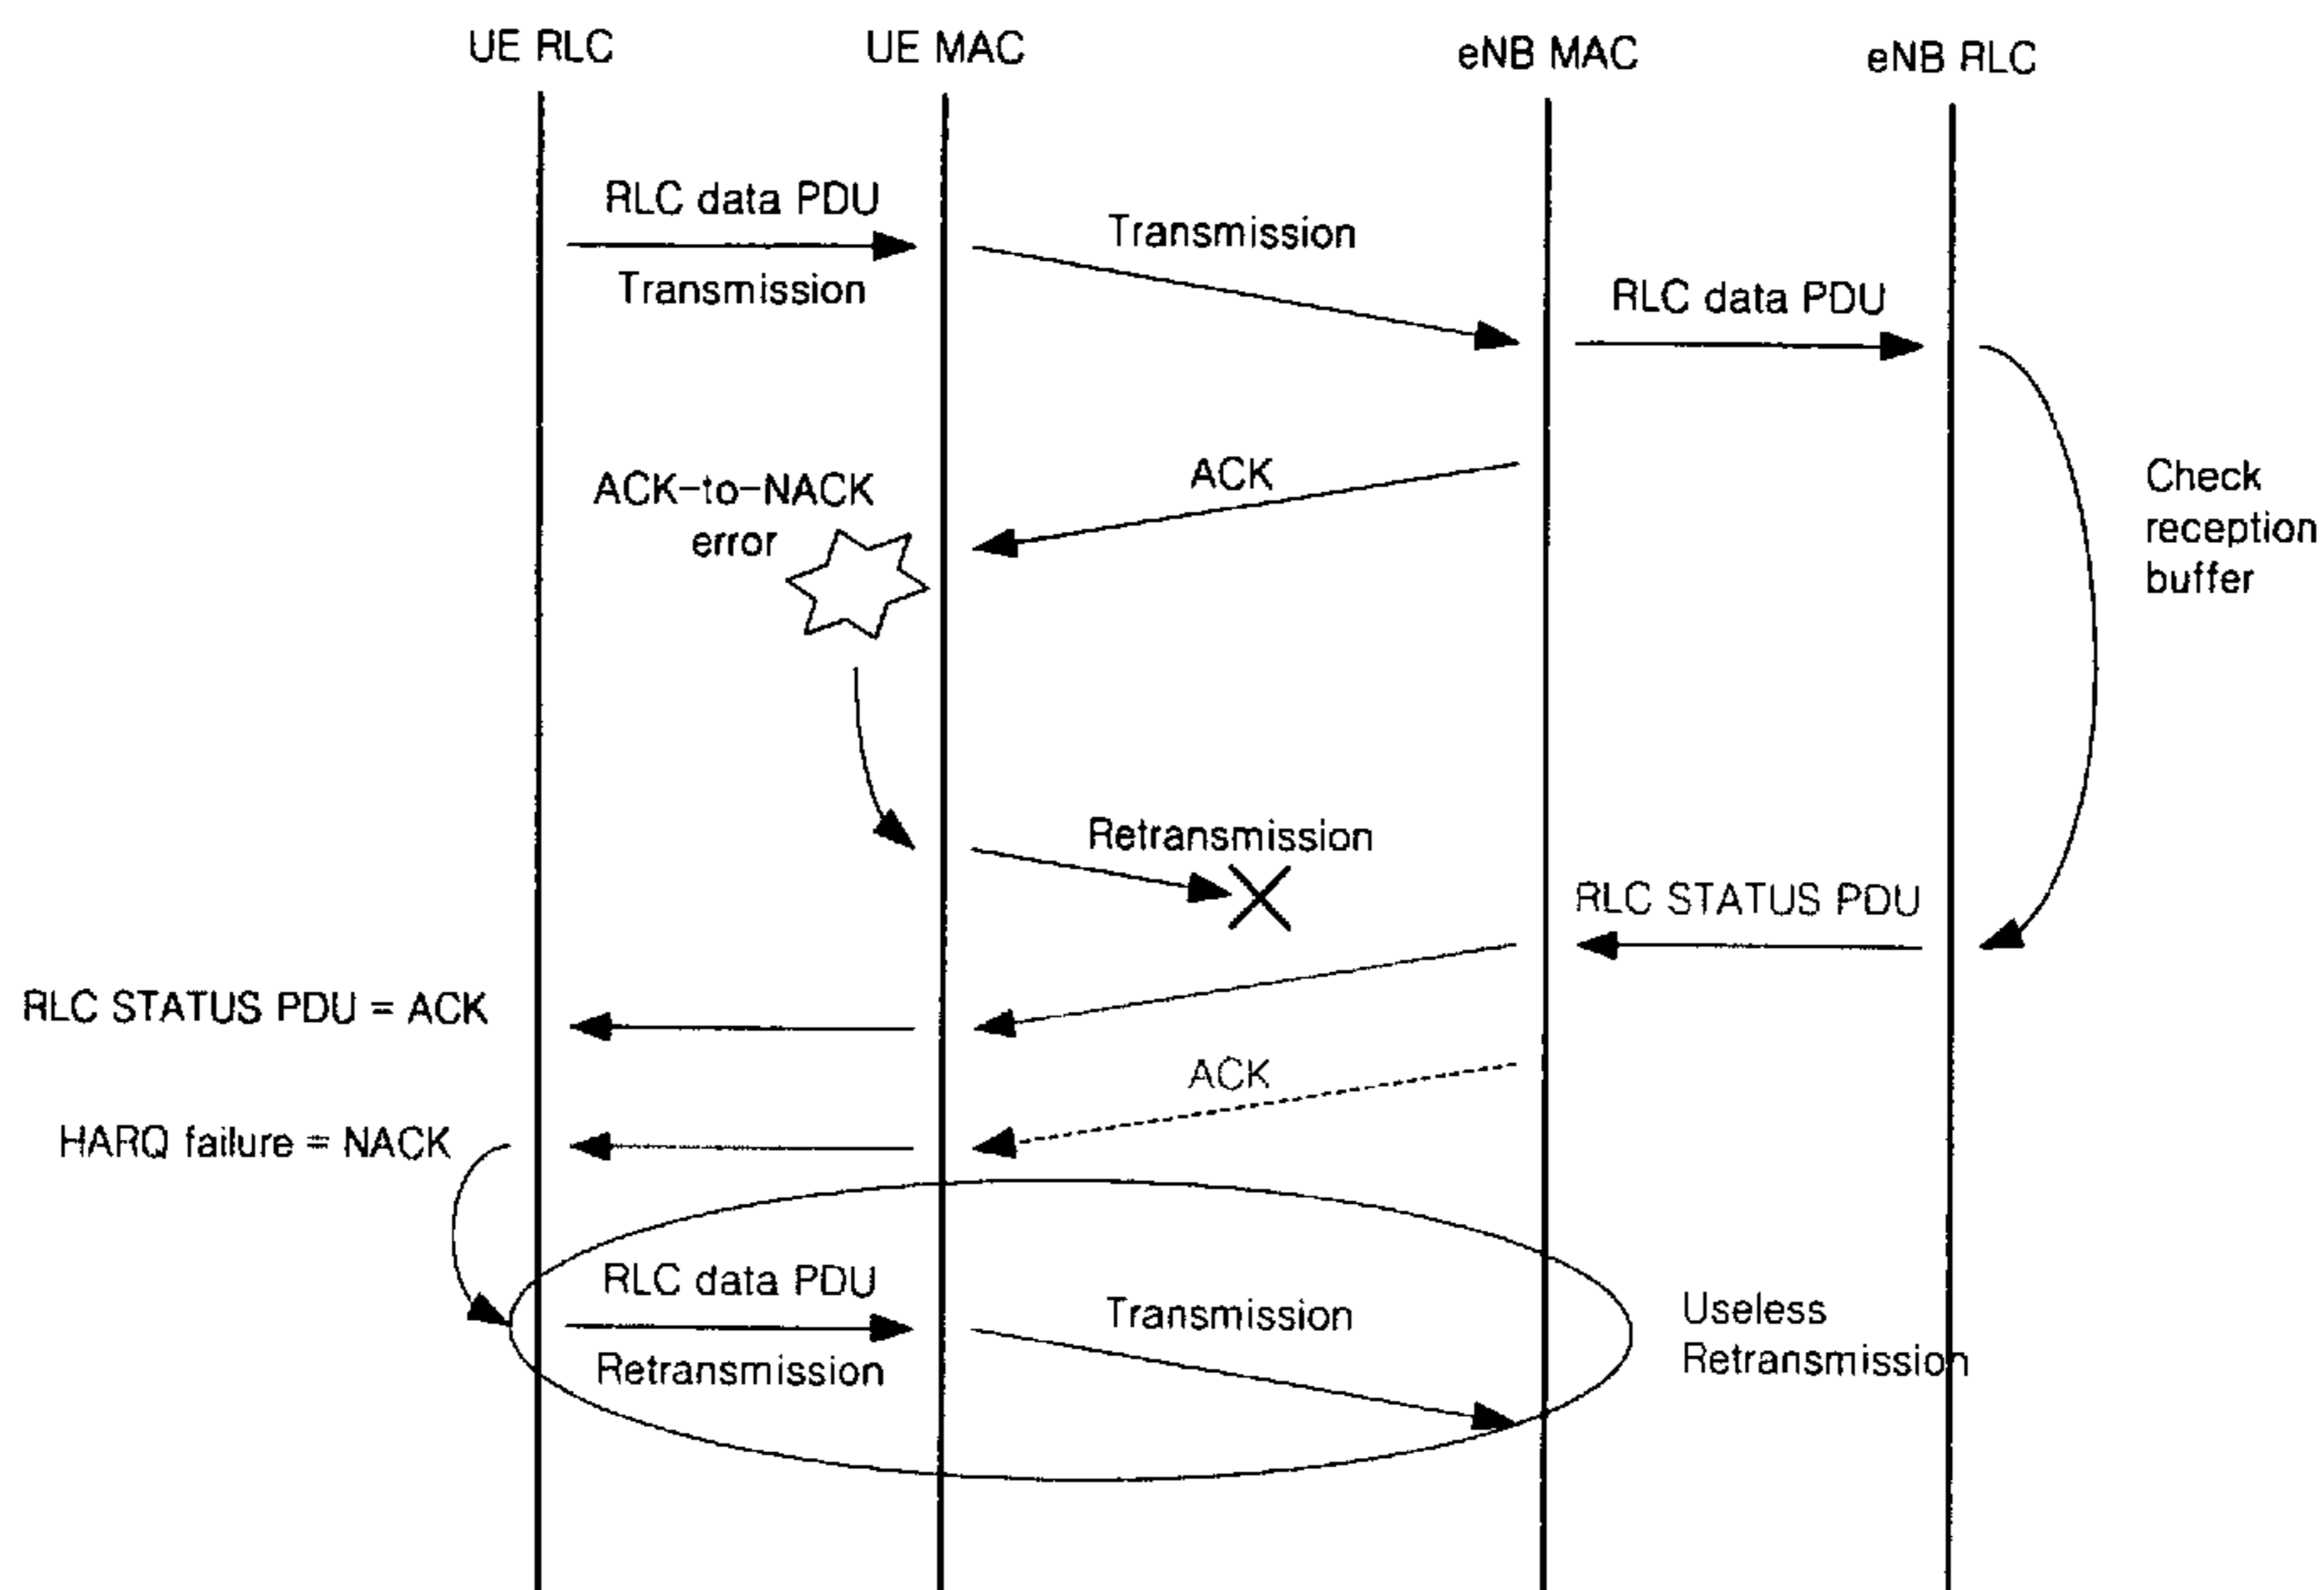 UE RLC
UE MAC
eNB MAC
eNB RLC
RLC data PDU
Transmission
Transmission
RLC data PDU
ACK-to-NACK
error
ACK
Check
reception
buffer
Retransmission
RLC STATUS PDU
RLC STATUS PDU = ACK
ACK
HARQ failure = NACK
RLC data PDU
Retransmission
Transmission
Useless
Retransmission